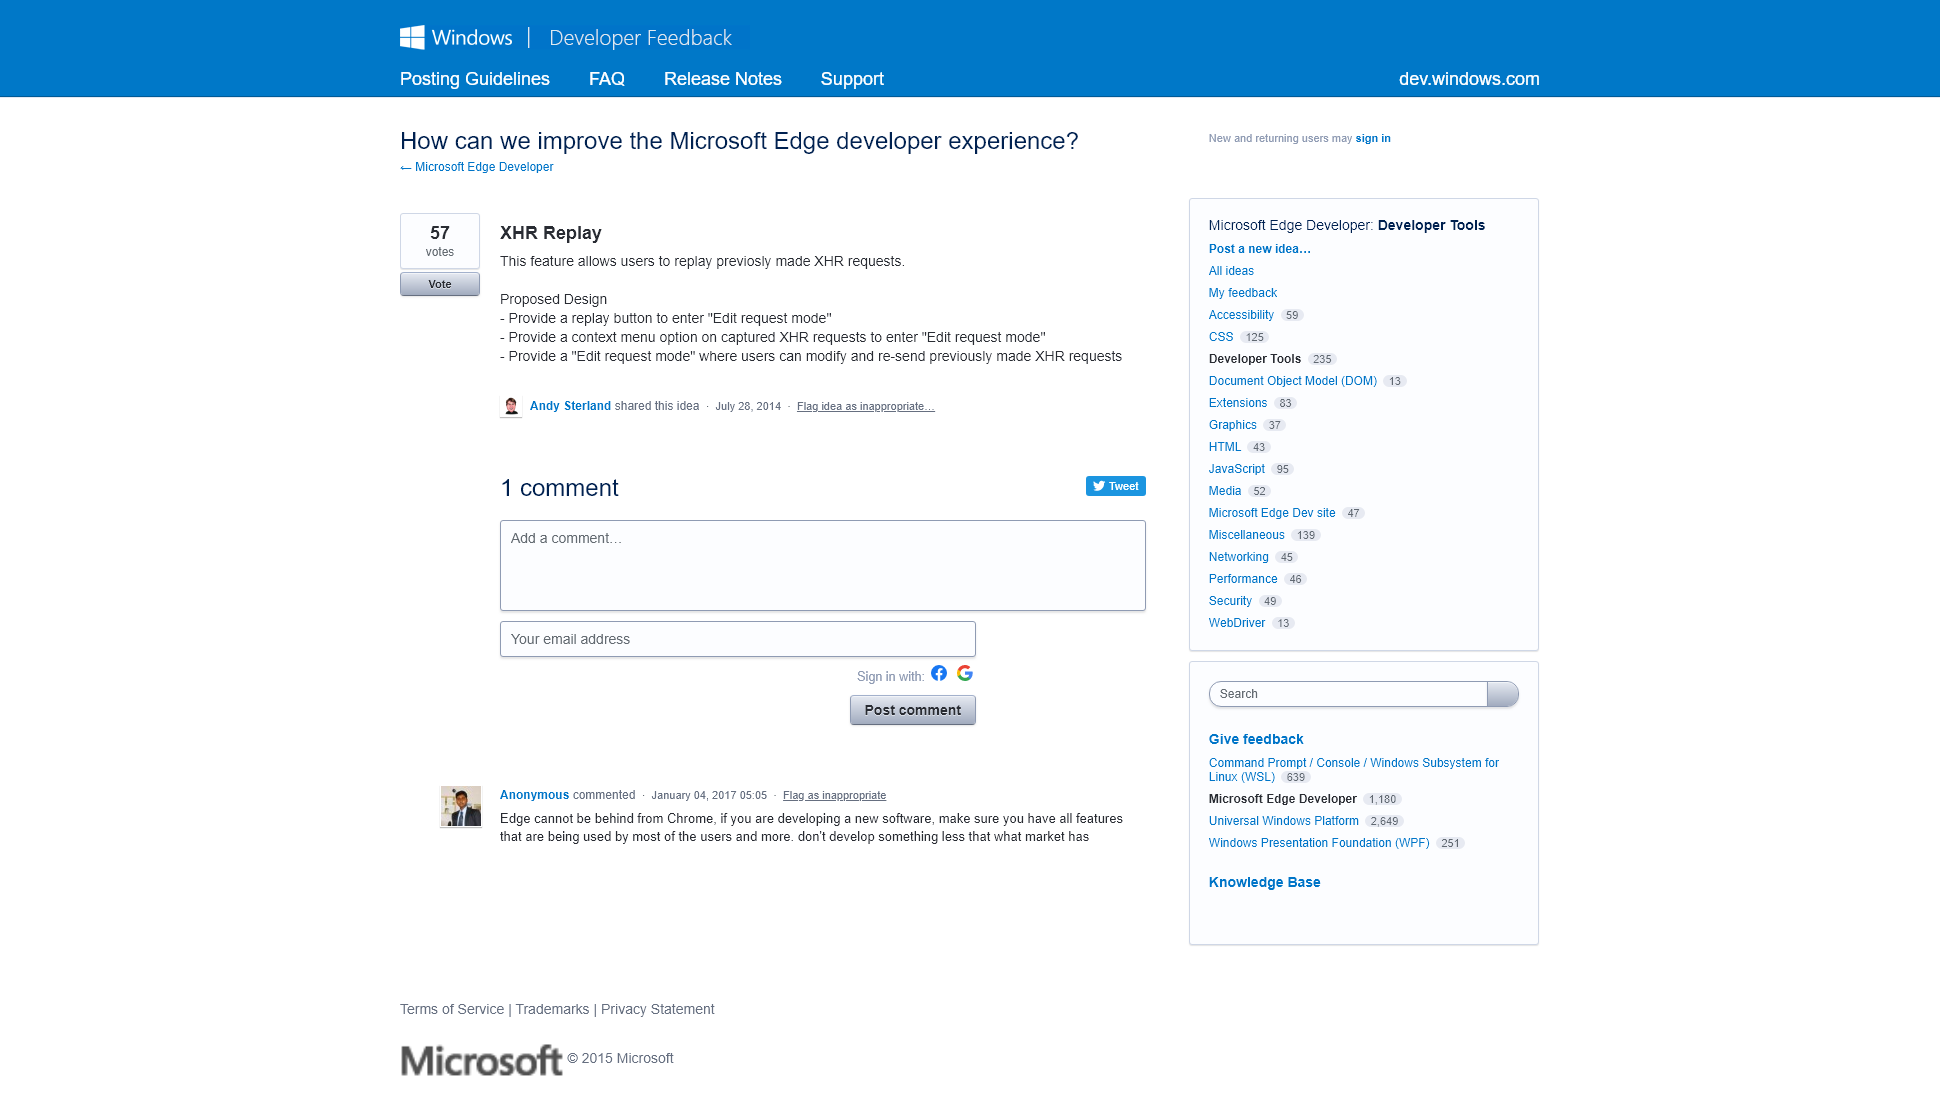 Windows | Developer Feedback
Posting Guidelines FAQ Release Notes Support dev.windows.com
How can we improve the Microsoft Edge developer experience?
← Microsoft Edge Developer
New and returning users may sign in
57
votes
Vote
XHR Replay
This feature allows users to replay previosly made XHR requests.
Proposed Design
- Provide a replay button to enter "Edit request mode"
- Provide a context menu option on captured XHR requests to enter "Edit request mode"
- Provide a "Edit request mode" where users can modify and re-send previously made XHR requests
Andy Sterland shared this idea · July 28, 2014 · Flag idea as inappropriate…
1 comment
Tweet
Add a comment…
Your email address
Sign in with:
Post comment
Anonymous commented · January 04, 2017 05:05 · Flag as inappropriate
Edge cannot be behind from Chrome, if you are developing a new software, make sure you have all features
that are being used by most of the users and more. don't develop something less that what market has
Microsoft Edge Developer: Developer Tools
Post a new idea…
All ideas
My feedback
Accessibility 59
CSS 125
Developer Tools 235
Document Object Model (DOM) 13
Extensions 83
Graphics 37
HTML 43
JavaScript 95
Media 52
Microsoft Edge Dev site 47
Miscellaneous 139
Networking 45
Performance 46
Security 49
WebDriver 13
Search
Give feedback
Command Prompt / Console / Windows Subsystem for
Linux (WSL) 639
Microsoft Edge Developer 1,180
Universal Windows Platform 2,649
Windows Presentation Foundation (WPF) 251
Knowledge Base
Terms of Service | Trademarks | Privacy Statement
Microsoft © 2015 Microsoft